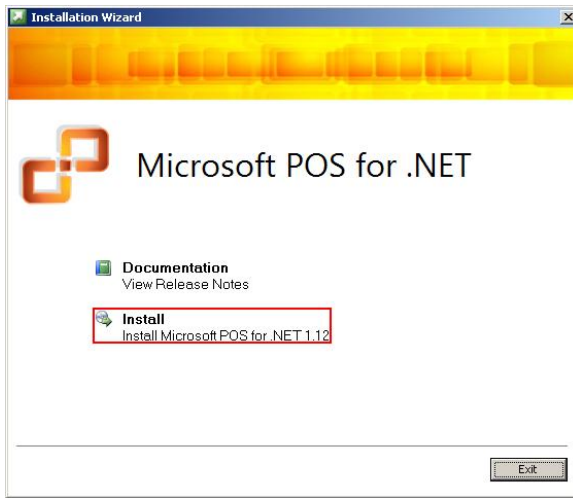 Installation Wizard
Microsoft POS for .NET
Documentation
View Release Notes
Install
Install Microsoft POS for .NET 1.12
Exit